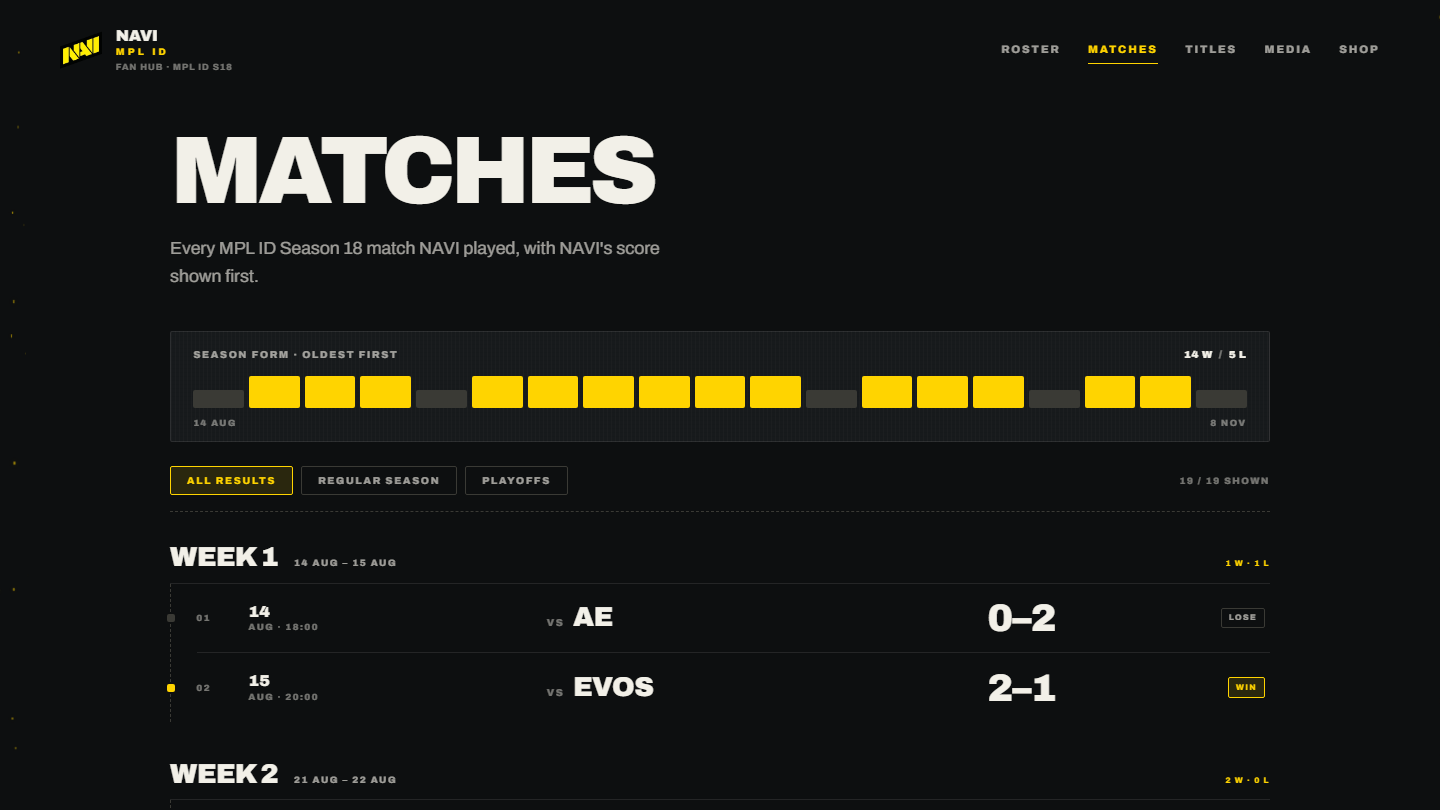 NAVI
NAVI
MPL ID
FAN HUB · MPL ID S18
ROSTER MATCHES TITLES MEDIA SHOP
MATCHES
Every MPL ID Season 18 match NAVI played, with NAVI's score
shown first.
SEASON FORM · OLDEST FIRST 14 W / 5 L
14 AUG 8 NOV
ALL RESULTS REGULAR SEASON PLAYOFFS 19 / 19 SHOWN
WEEK 1 14 AUG – 15 AUG 1 W · 1 L
01 14 AUG · 18:00 VS AE 0–2 LOSE
02 15 AUG · 20:00 VS EVOS 2–1 WIN
WEEK 2 21 AUG – 22 AUG 2 W · 0 L